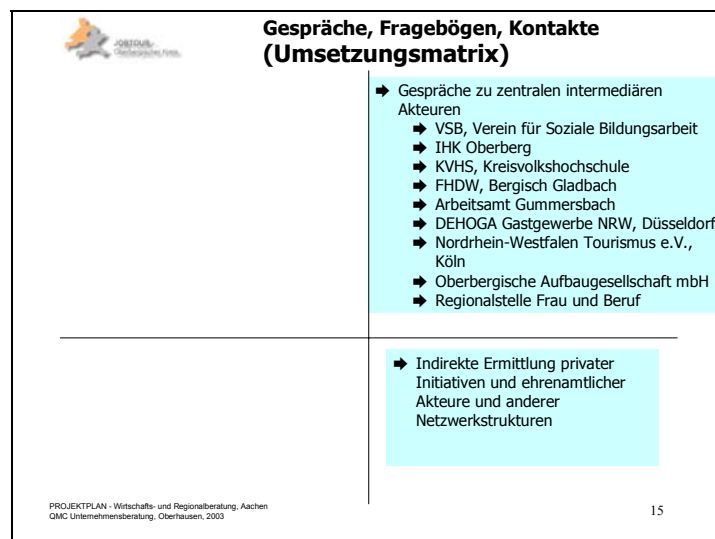 JOBTOUR
Oberbergischer Kreis
Gespräche, Fragebögen, Kontakte
(Umsetzungsmatrix)
Gespräche zu zentralen intermediären
Akteuren
VSB, Verein für Soziale Bildungsarbeit
IHK Oberberg
KVHS, Kreisvolkshochschule
FHDW, Bergisch Gladbach
Arbeitsamt Gummersbach
DEHOGA Gastgewerbe NRW, Düsseldorf
Nordrhein-Westfalen Tourismus e.V.,
Köln
Oberbergische Aufbaugesellschaft mbH
Regionalstelle Frau und Beruf
Indirekte Ermittlung privater
Initiativen und ehrenamtlicher
Akteure und anderer
Netzwerkstrukturen
PROJEKTPLAN - Wirtschafts- und Regionalberatung, Aachen
QMC Unternehmensberatung, Oberhausen, 2003
15